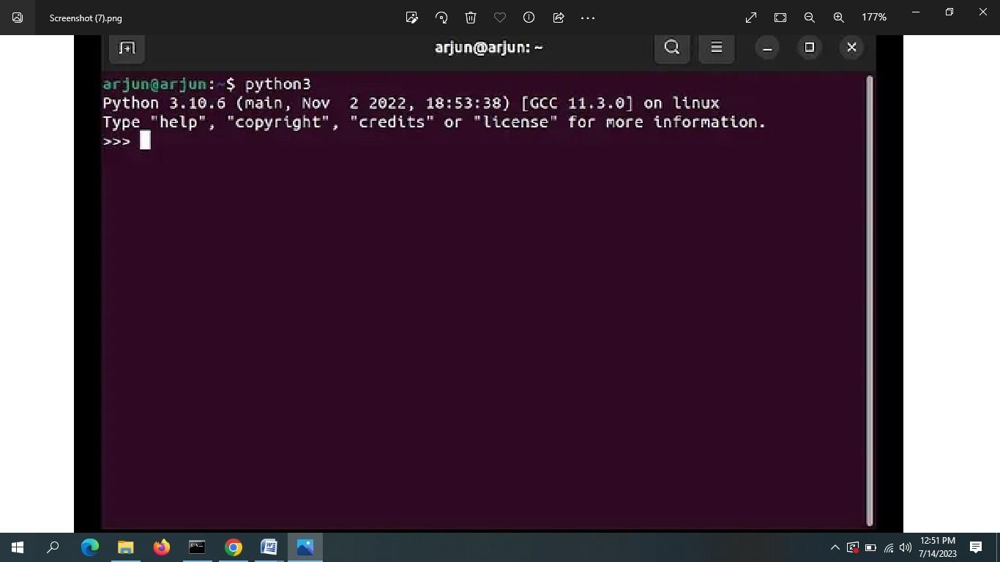 Screenshot (7).png
177%
arjun@arjun: ~
arjun@arjun:~$ python3
Python 3.10.6 (main, Nov  2 2022, 18:53:38) [GCC 11.3.0] on linux
Type "help", "copyright", "credits" or "license" for more information.
>>>
12:51 PM
7/14/2023